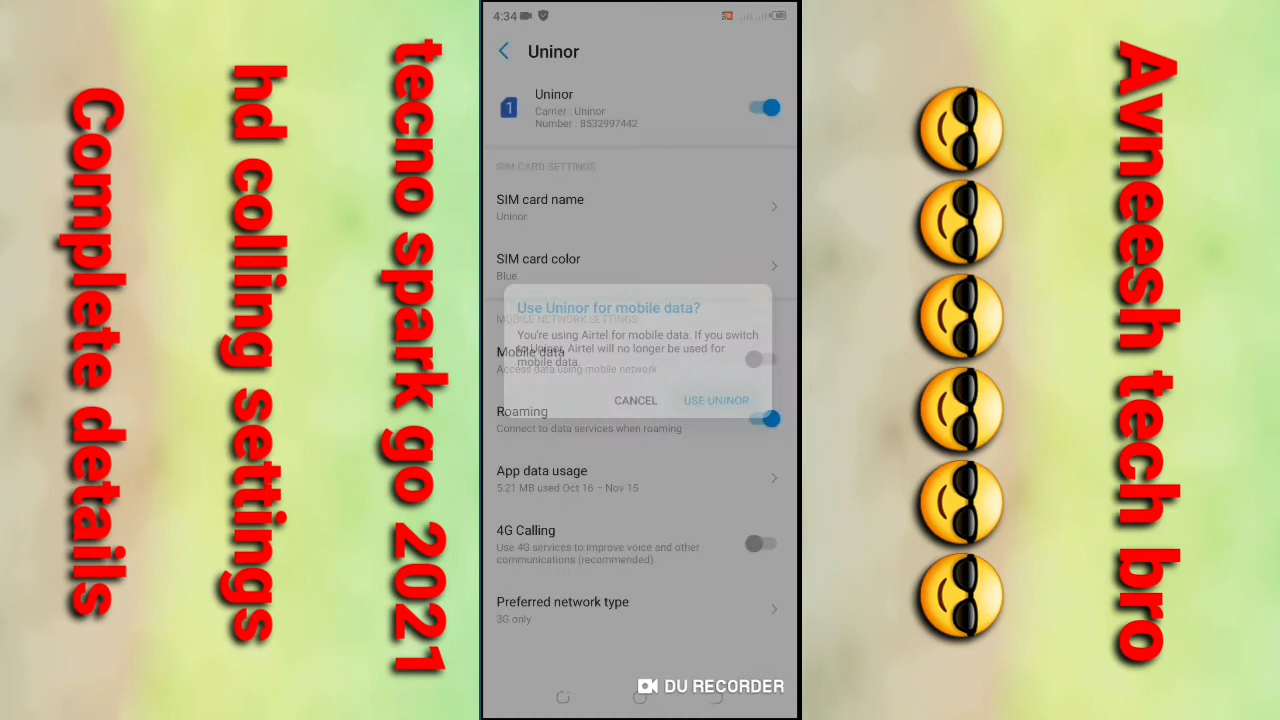 Complete details
hd colling settings
tecno spark go 2021
4:34
Uninor
1
Uninor
Carrier : Uninor
Number : 8532997442
SIM CARD SETTINGS
SIM card name
Uninor
SIM card color
Blue
Use Uninor for mobile data?
MOBILE NETWORK SETTINGS
You're using Airtel for mobile data. If you switch
to Uninor, Airtel will no longer be used for
mobile data.
Mobile data
Access data using mobile network
CANCEL
USE UNINOR
Roaming
Connect to data services when roaming
App data usage
5.21 MB used Oct 16 – Nov 15
4G Calling
Use 4G services to improve voice and other
communications (recommended)
Preferred network type
3G only
DU RECORDER
Avneesh tech bro